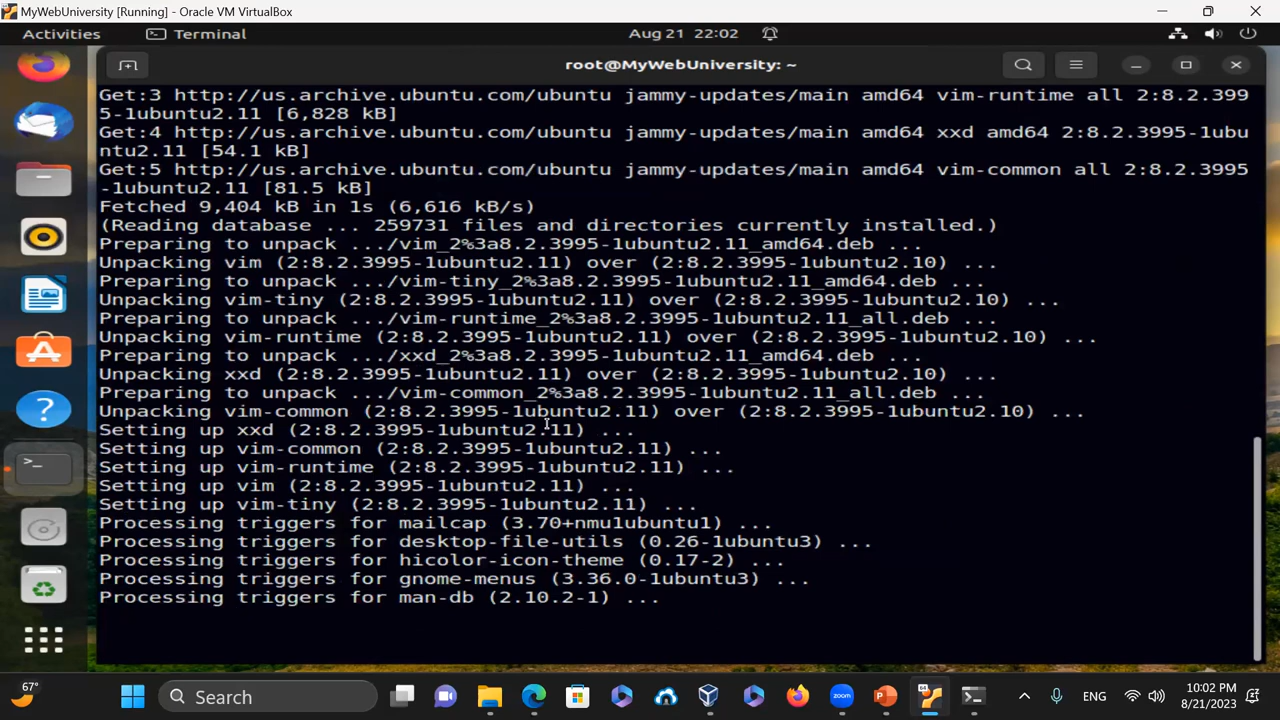 MyWebUniversity [Running] - Oracle VM VirtualBox
Activities Terminal Aug 21 22:02
root@MyWebUniversity: ~
Get:3 http://us.archive.ubuntu.com/ubuntu jammy-updates/main amd64 vim-runtime all 2:8.2.399
5-1ubuntu2.11 [6,828 kB]
Get:4 http://us.archive.ubuntu.com/ubuntu jammy-updates/main amd64 xxd amd64 2:8.2.3995-1ubu
ntu2.11 [54.1 kB]
Get:5 http://us.archive.ubuntu.com/ubuntu jammy-updates/main amd64 vim-common all 2:8.2.3995
-1ubuntu2.11 [81.5 kB]
Fetched 9,404 kB in 1s (6,616 kB/s)
(Reading database ... 259731 files and directories currently installed.)
Preparing to unpack .../vim_2%3a8.2.3995-1ubuntu2.11_amd64.deb ...
Unpacking vim (2:8.2.3995-1ubuntu2.11) over (2:8.2.3995-1ubuntu2.10) ...
Preparing to unpack .../vim-tiny_2%3a8.2.3995-1ubuntu2.11_amd64.deb ...
Unpacking vim-tiny (2:8.2.3995-1ubuntu2.11) over (2:8.2.3995-1ubuntu2.10) ...
Preparing to unpack .../vim-runtime_2%3a8.2.3995-1ubuntu2.11_all.deb ...
Unpacking vim-runtime (2:8.2.3995-1ubuntu2.11) over (2:8.2.3995-1ubuntu2.10) ...
Preparing to unpack .../xxd_2%3a8.2.3995-1ubuntu2.11_amd64.deb ...
Unpacking xxd (2:8.2.3995-1ubuntu2.11) over (2:8.2.3995-1ubuntu2.10) ...
Preparing to unpack .../vim-common_2%3a8.2.3995-1ubuntu2.11_all.deb ...
Unpacking vim-common (2:8.2.3995-1ubuntu2.11) over (2:8.2.3995-1ubuntu2.10) ...
Setting up xxd (2:8.2.3995-1ubuntu2.11) ...
Setting up vim-common (2:8.2.3995-1ubuntu2.11) ...
Setting up vim-runtime (2:8.2.3995-1ubuntu2.11) ...
Setting up vim (2:8.2.3995-1ubuntu2.11) ...
Setting up vim-tiny (2:8.2.3995-1ubuntu2.11) ...
Processing triggers for mailcap (3.70+nmu1ubuntu1) ...
Processing triggers for desktop-file-utils (0.26-1ubuntu3) ...
Processing triggers for hicolor-icon-theme (0.17-2) ...
Processing triggers for gnome-menus (3.36.0-1ubuntu3) ...
Processing triggers for man-db (2.10.2-1) ...
67° Search zoom ENG 10:02 PM
8/21/2023